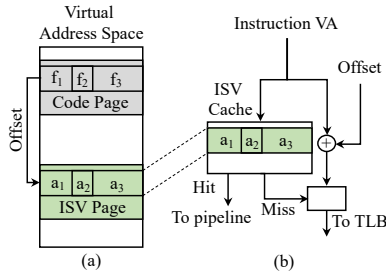 Virtual
Address Space
f1 f2 f3
Code Page
Offset
a1 a2 a3
ISV Page
(a)
Instruction VA
Offset
ISV
Cache
a1 a2 a3
+
Hit
To pipeline
Miss
To TLB
(b)